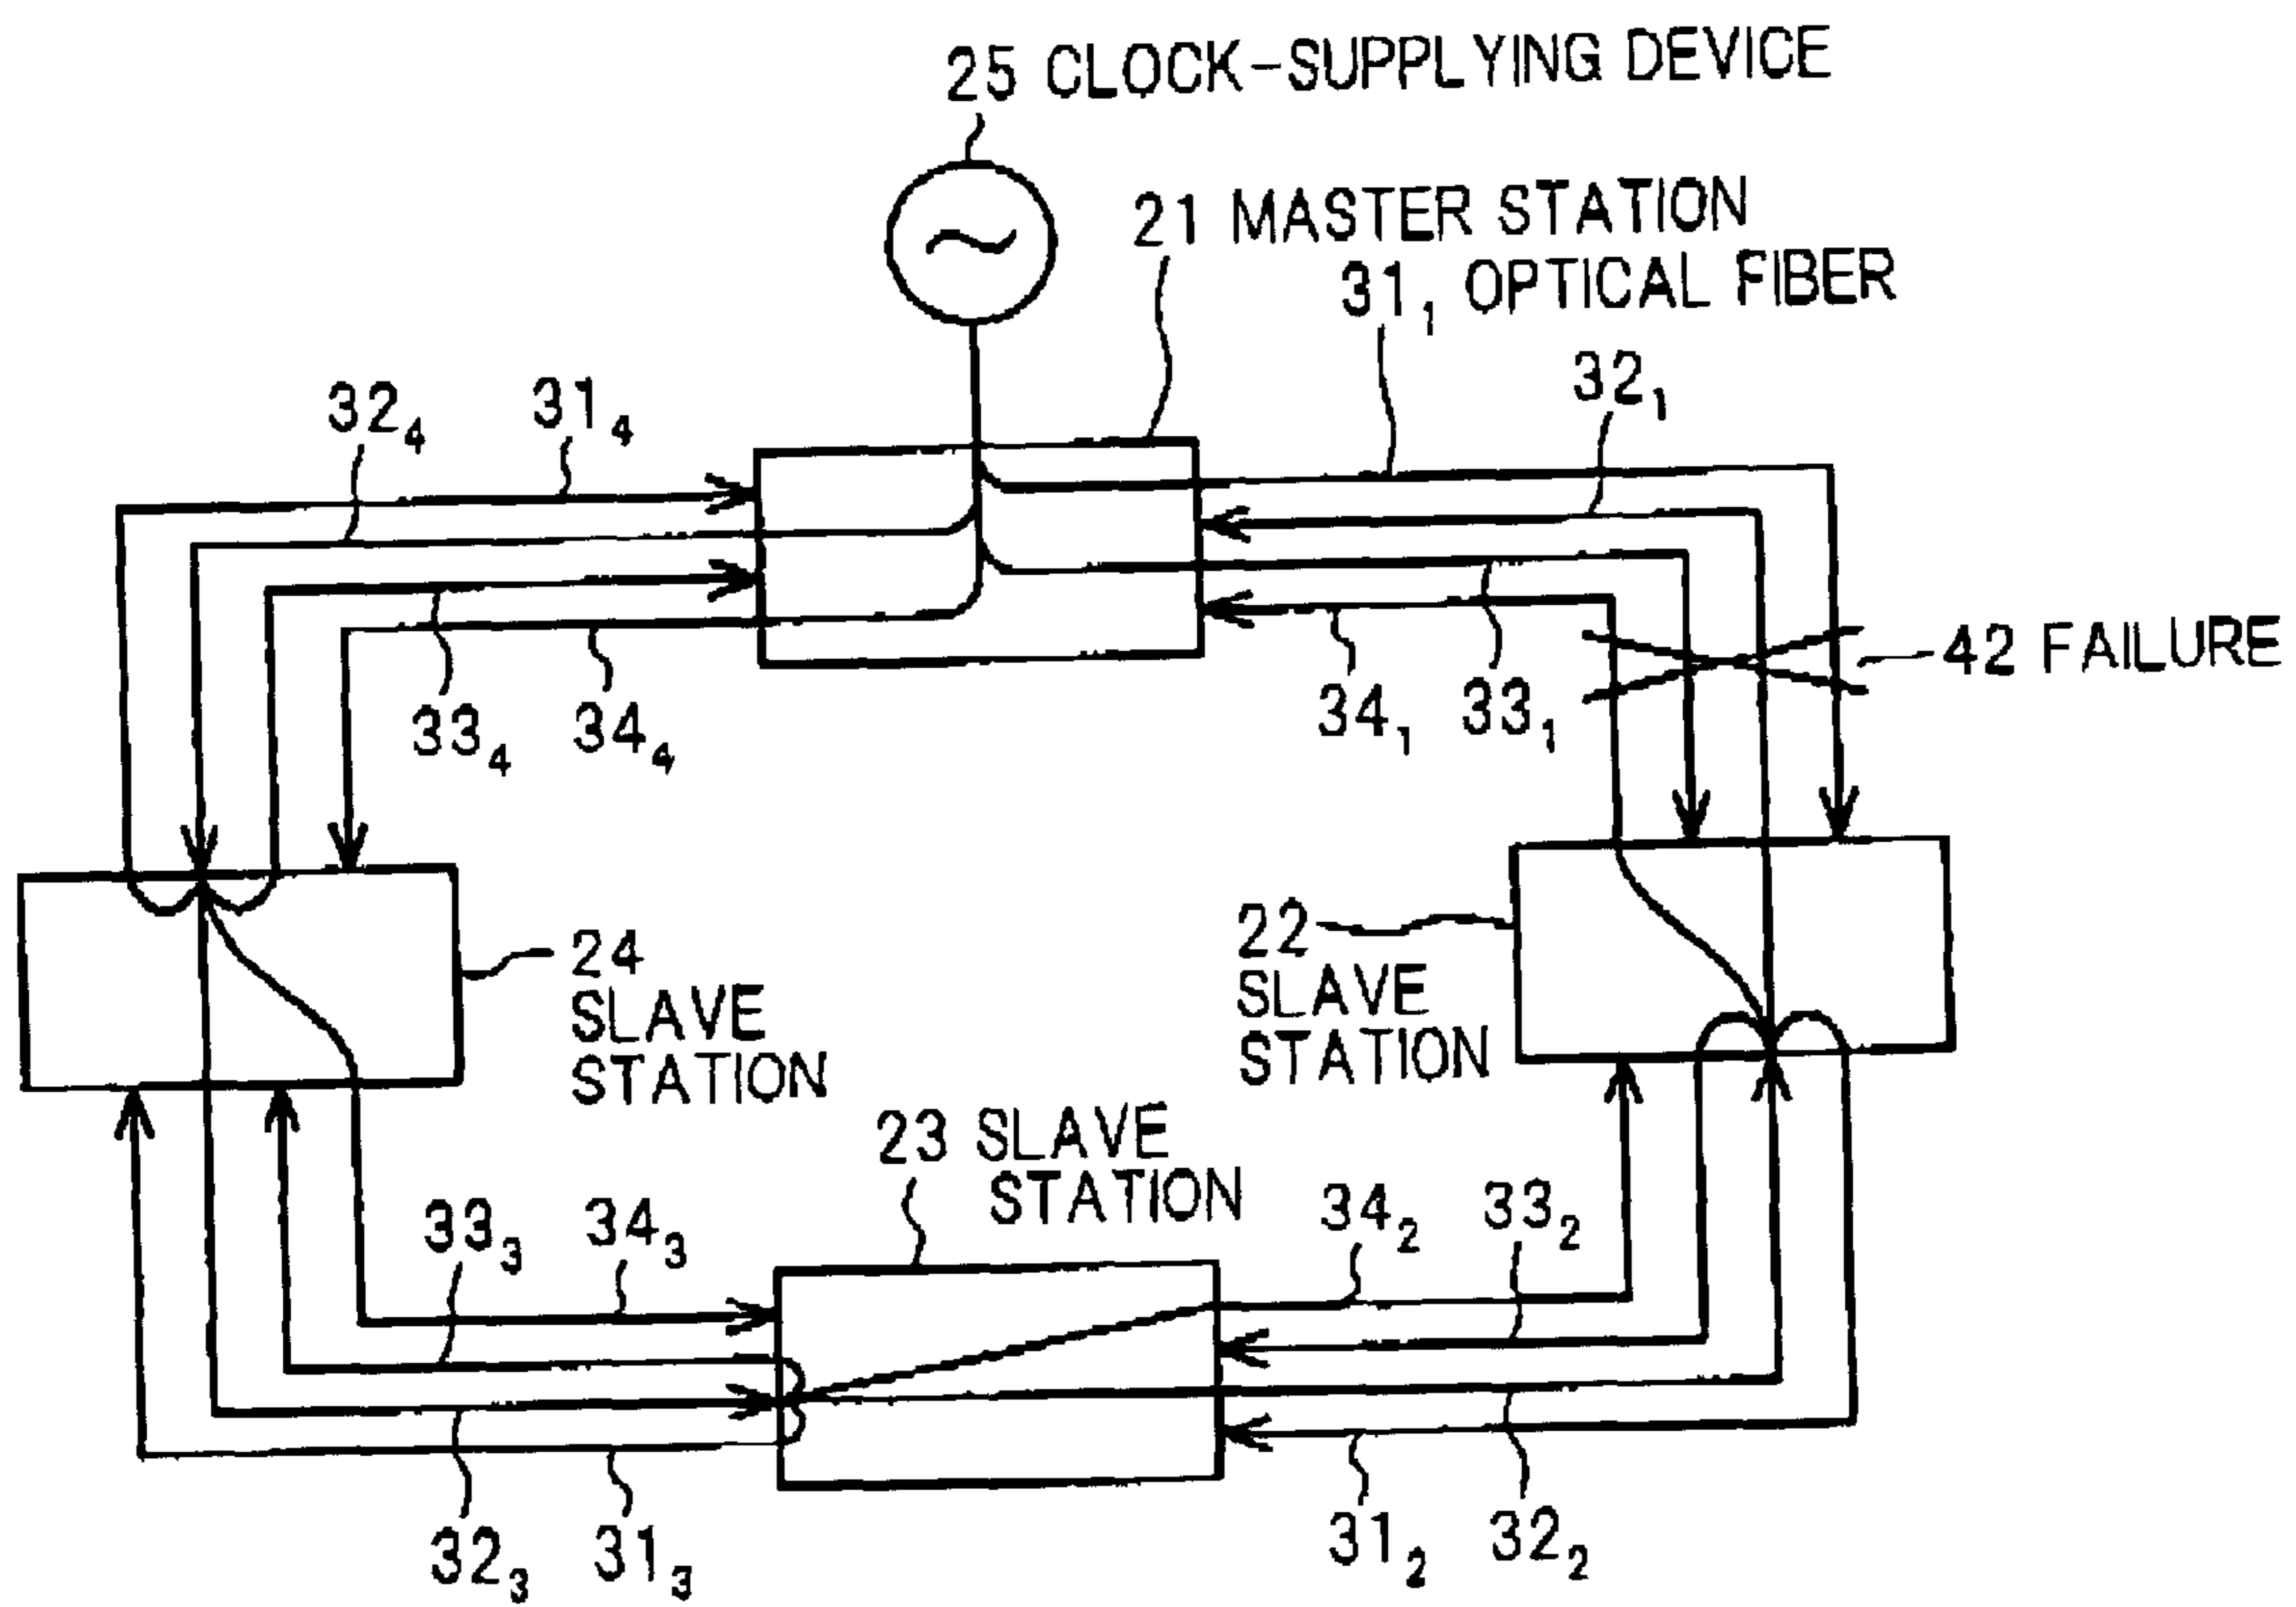 25 CLOCK-SUPPLYING DEVICE
21 MASTER STATION
31₁ OPTICAL FIBER
32₁
32₄
31₄
42 FAILURE
33₄
34₄
34₁
33₁
24
SLAVE
STATION
22
SLAVE
STATION
23 SLAVE
STATION
33₃
34₃
34₂
33₂
32₃
31₃
31₂
32₂